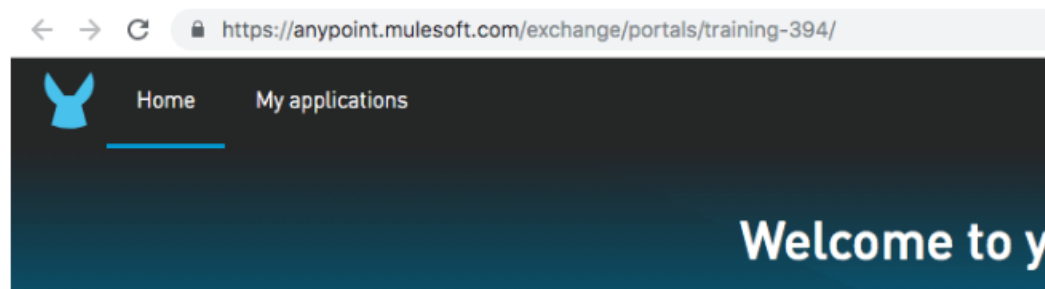 https://anypoint.mulesoft.com/exchange/portals/training-394/
Home My applications
Welcome to y